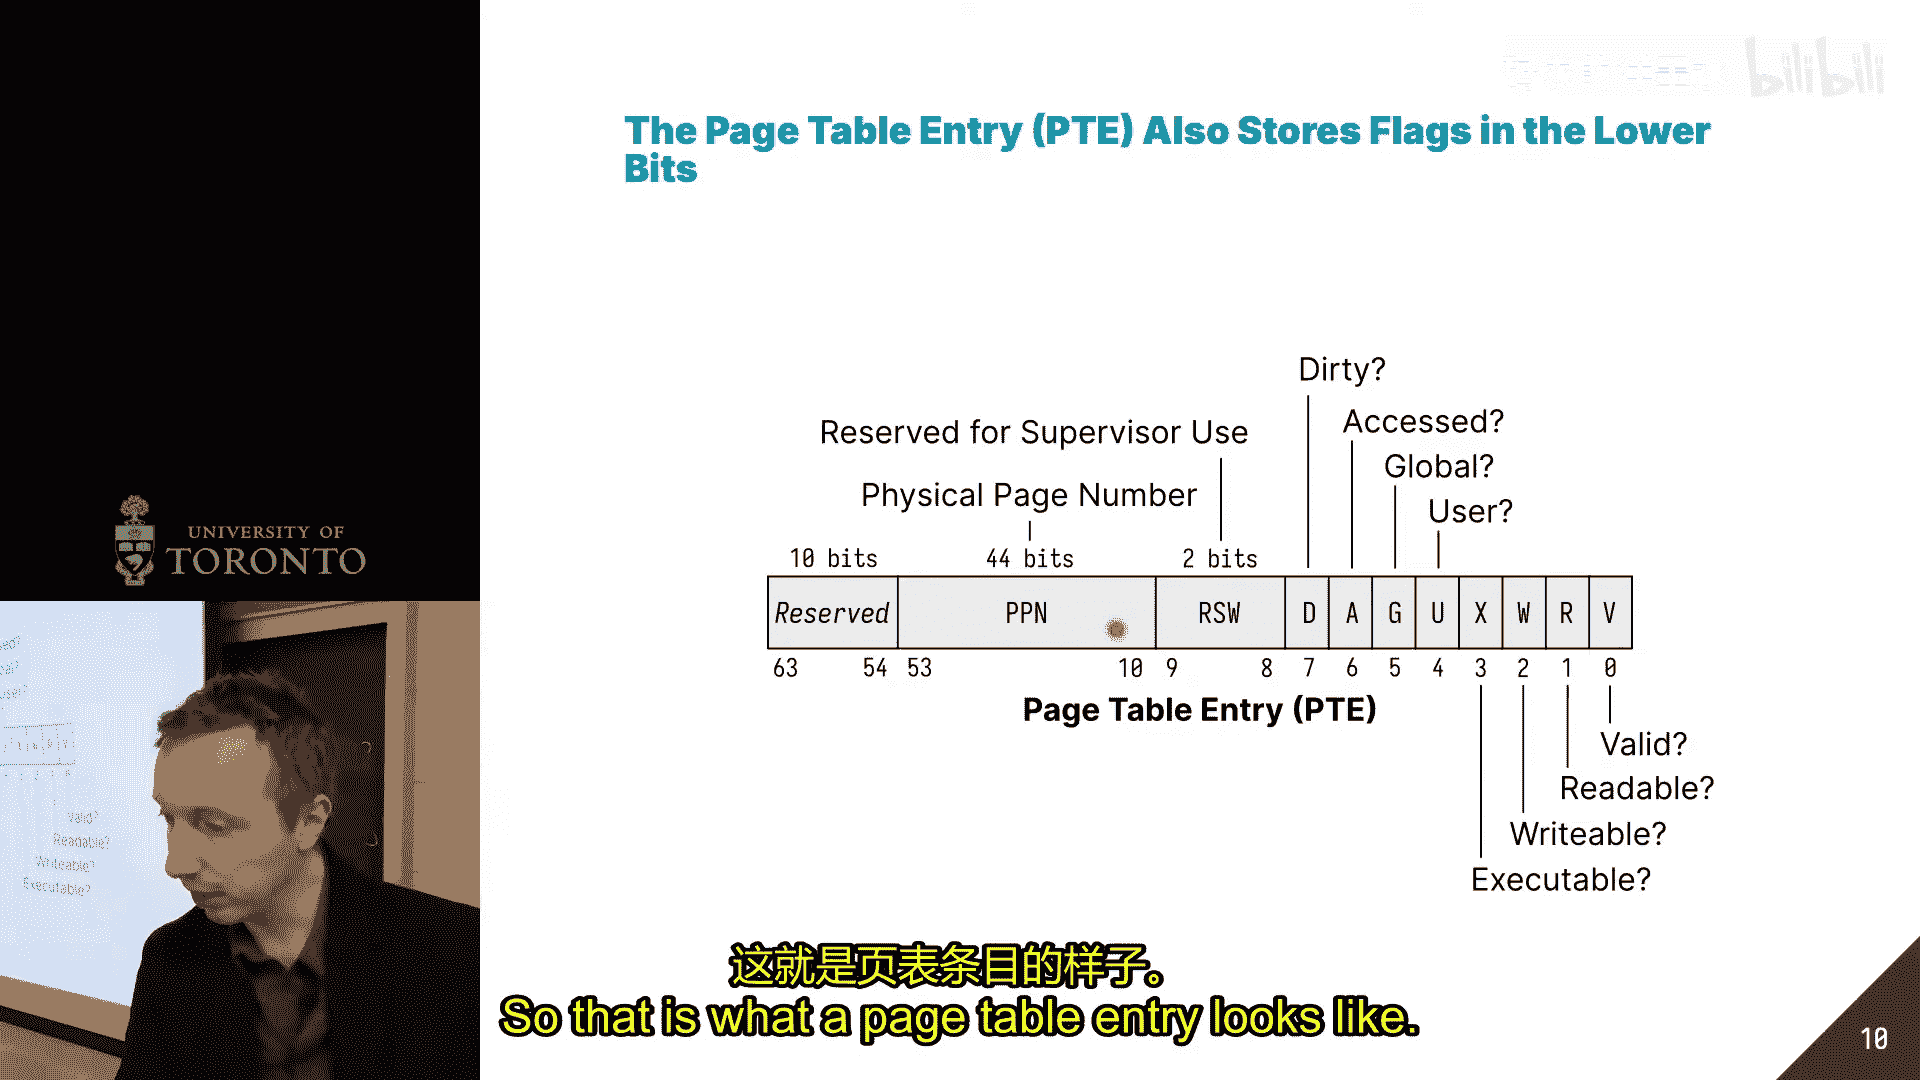 bilibili
The Page Table Entry (PTE) Also Stores Flags in the Lower
Bits
Dirty?
Accessed?
Reserved for Supervisor Use
Global?
Physical Page Number
User?
10 bits 44 bits 2 bits
Reserved PPN RSW D A G U X W R V
63 54 53 10 9 8 7 6 5 4 3 2 1 0
Page Table Entry (PTE)
Valid?
Readable?
Writeable?
Executable?
UNIVERSITY OF
TORONTO
Valid?
Readable?
Writeable?
Executable?
这就是页表条目的样子。
So that is what a page table entry looks like.
10